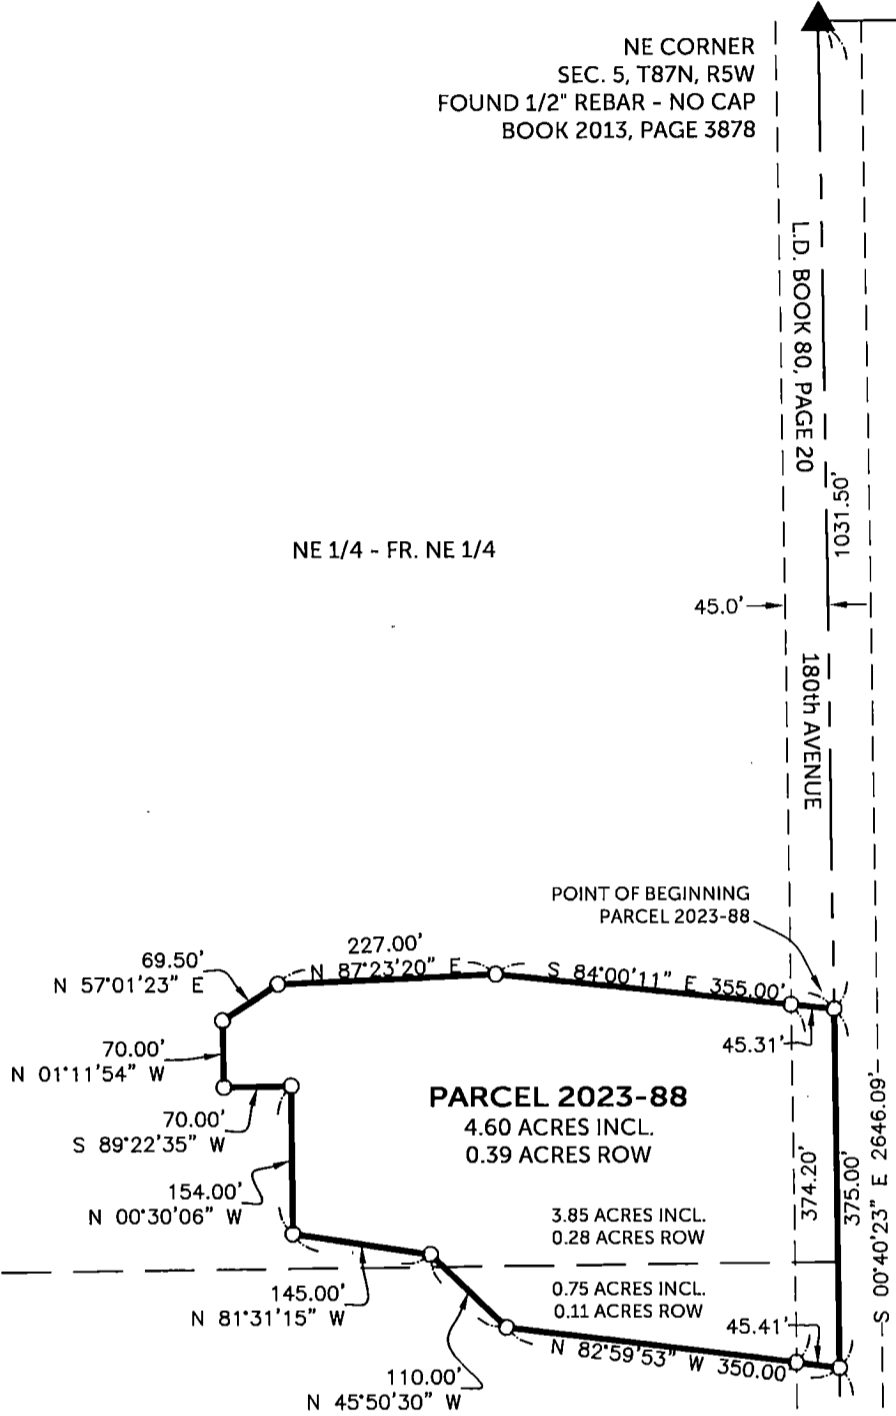 NE CORNER
SEC. 5, T87N, R5W
FOUND 1/2" REBAR - NO CAP
BOOK 2013, PAGE 3878
L.D. BOOK 80, PAGE 20
1031.50'
NE 1/4 - FR. NE 1/4
45.0'
180th AVENUE
POINT OF BEGINNING
PARCEL 2023-88
227.00'
N 87°23'20" E
S 84°00'11" E 355.00'
69.50'
N 57°01'23" E
45.31'
70.00'
N 01°11'54" W
PARCEL 2023-88
4.60 ACRES INCL.
0.39 ACRES ROW
70.00'
S 89°22'35" W
374.20'
375.00'
S 00°40'23" E 2646.09'
154.00'
N 00°30'06" W
3.85 ACRES INCL.
0.28 ACRES ROW
145.00'
N 81°31'15" W
0.75 ACRES INCL.
0.11 ACRES ROW
45.41'
N 82°59'53" W 350.00'
110.00'
N 45°50'30" W